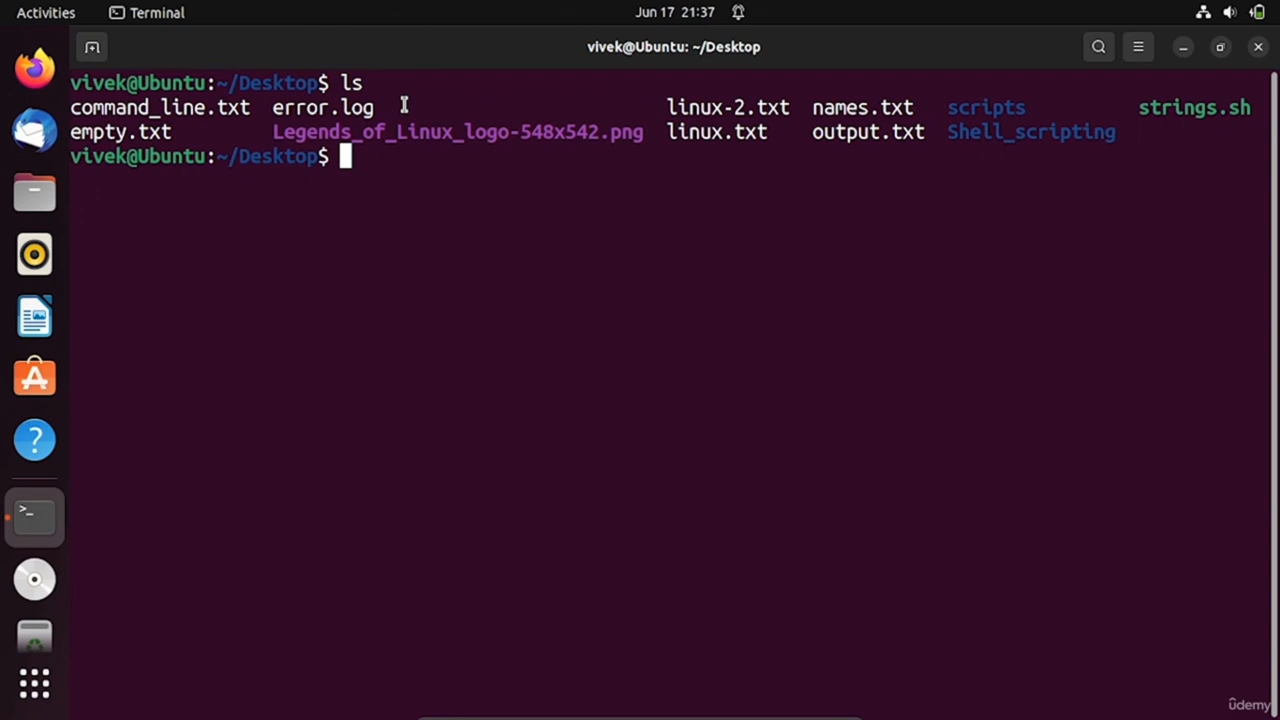 Activities Terminal Jun 17 21:37
vivek@Ubuntu: ~/Desktop
vivek@Ubuntu:~/Desktop$ ls
command_line.txt error.log linux-2.txt names.txt scripts strings.sh
empty.txt Legends_of_Linux_logo-548x542.png linux.txt output.txt Shell_scripting
vivek@Ubuntu:~/Desktop$
udemy